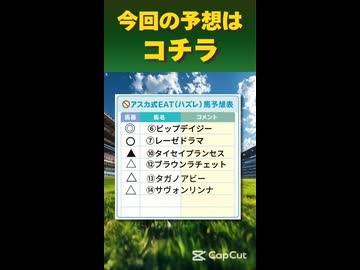 今回の予想は
コチラ
🚫アスカ式EAT(ハズレ)馬予想表
馬番 馬名 コメント
◎ ⑥ビップデイジー
○ ⑦レーゼドラマ
▲ ⑩タイセイプランセス
△ ⑫ブラウンラチェット
△ ⑬タガノアビー
△ ⑭サヴォンリンナ
CapCut